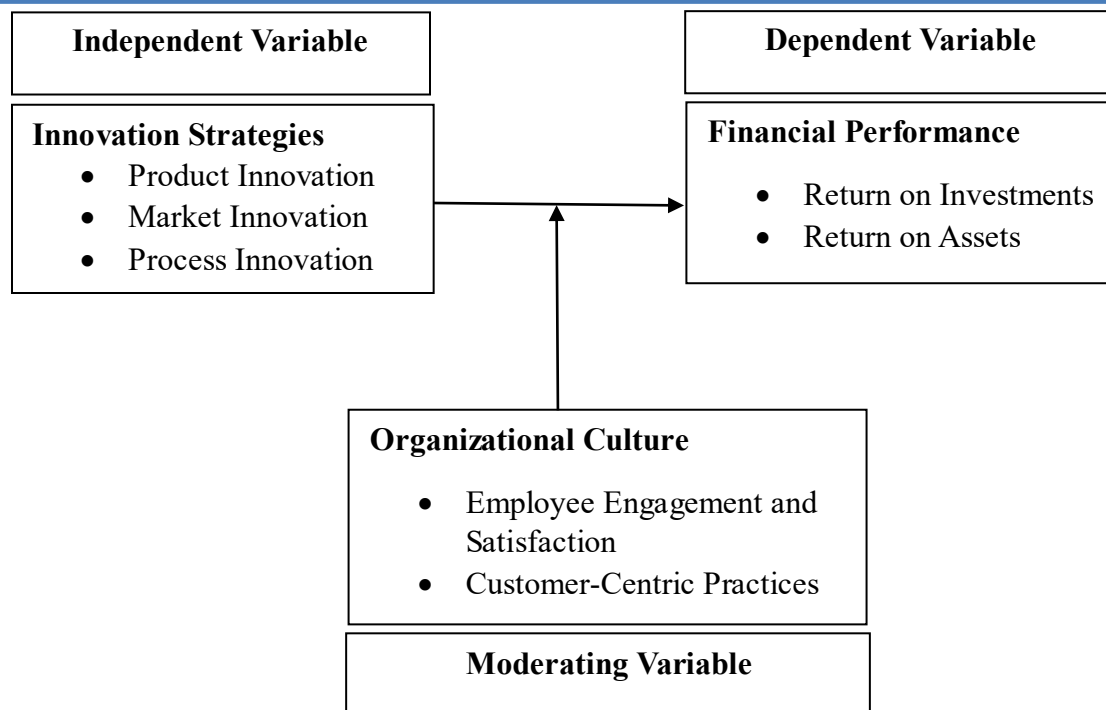 Independent Variable
Dependent Variable
Innovation Strategies
• Product Innovation
• Market Innovation
• Process Innovation
Financial Performance
• Return on Investments
• Return on Assets
Organizational Culture
• Employee Engagement and
Satisfaction
• Customer-Centric Practices
Moderating Variable